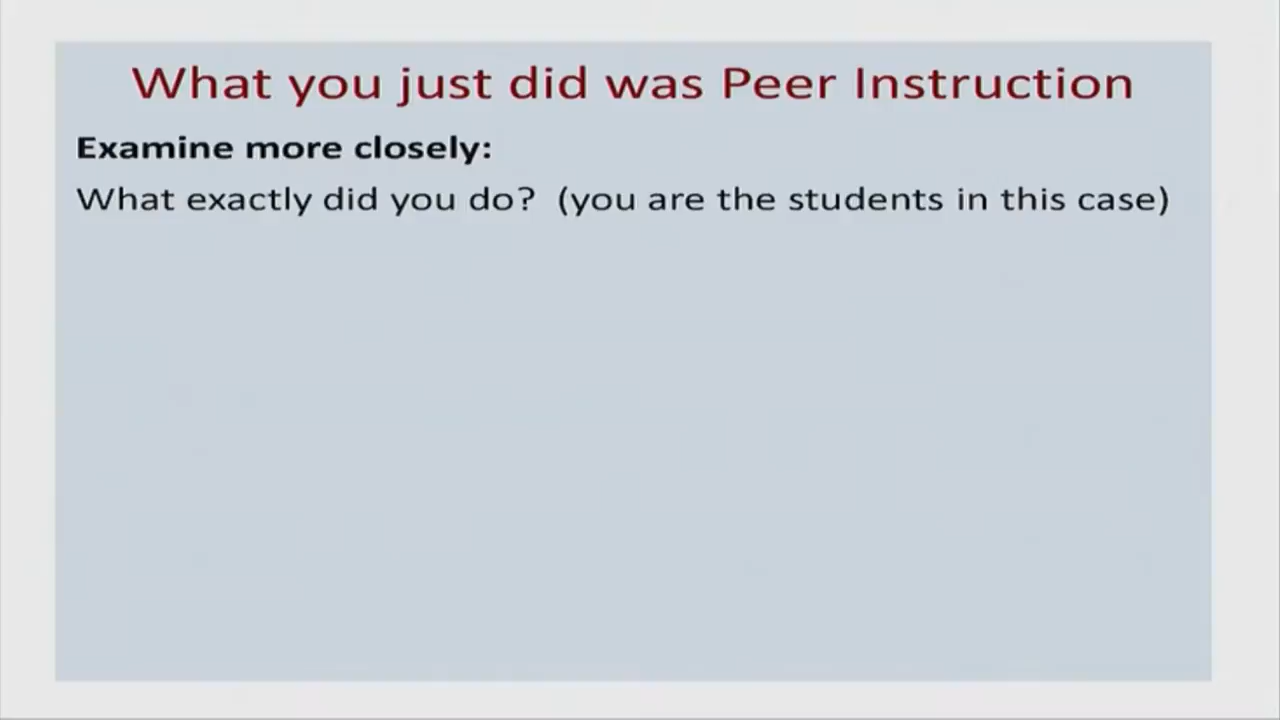 What you just did was Peer Instruction
Examine more closely:
What exactly did you do?  (you are the students in this case)